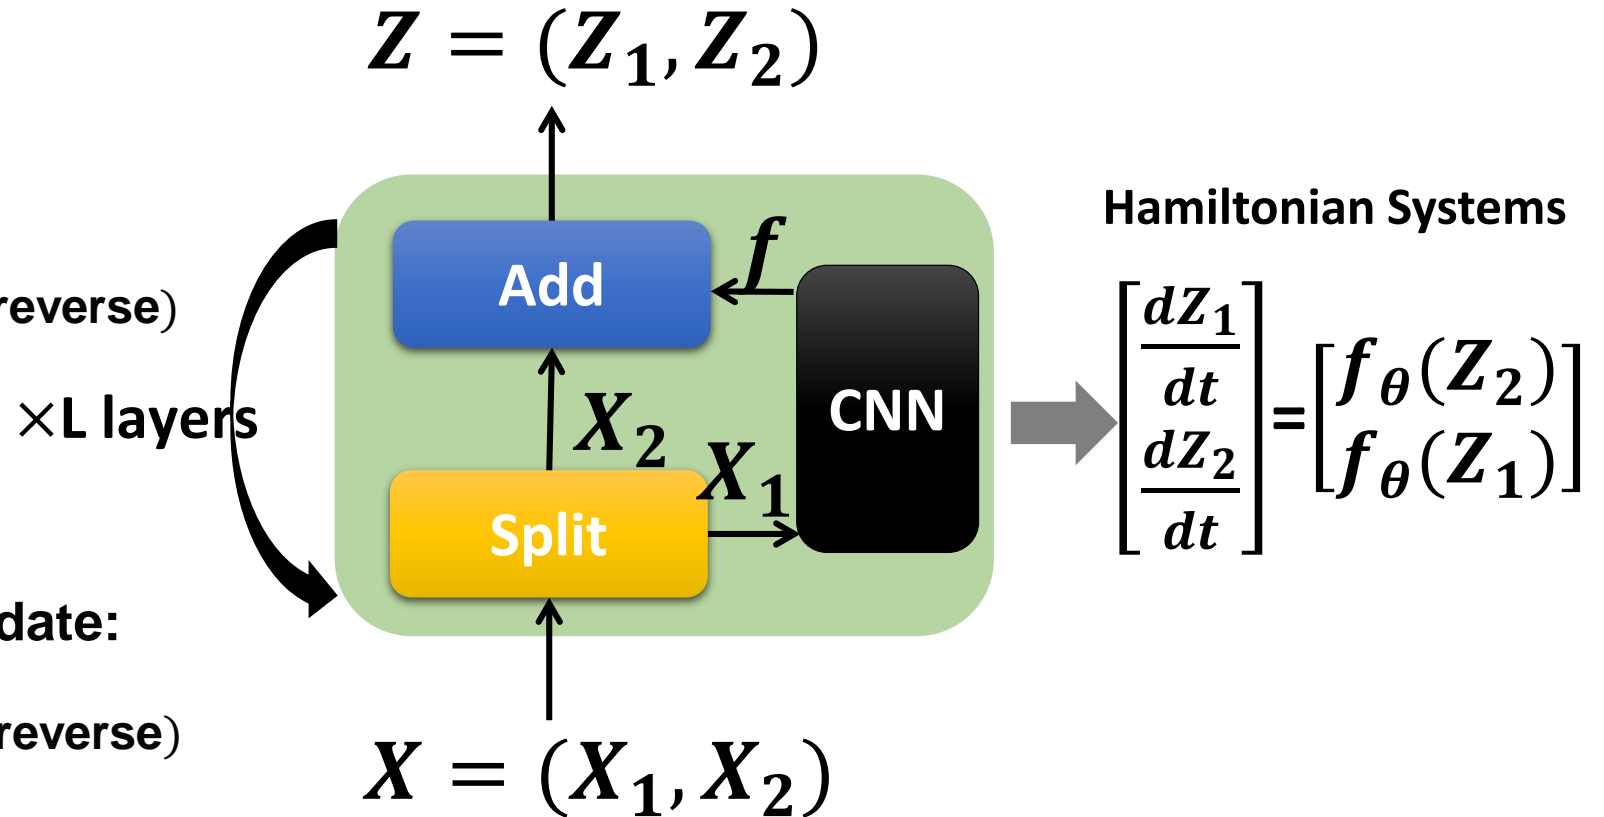 Z = (Z₁, Z₂)
Hamiltonian Systems
f
Add
reverse)
dZ₁/dt
dZ₂/dt
=
fθ(Z₂)
fθ(Z₁)
×L layers
X₂
CNN
X₁
Split
date:
reverse)
X = (X₁, X₂)